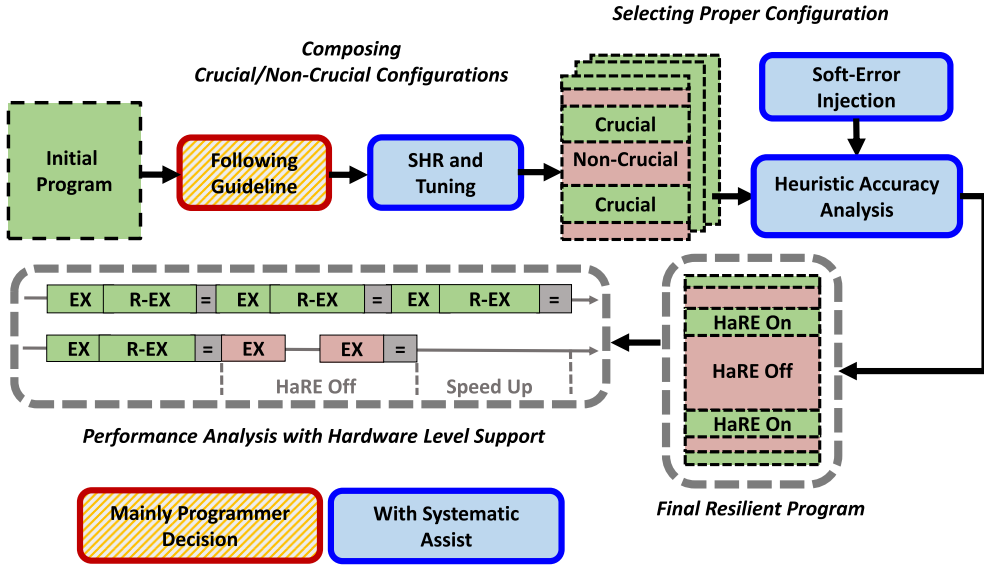 Selecting Proper Configuration
Composing
Crucial/Non-Crucial Configurations
Initial
Program
Following
Guideline
SHR and
Tuning
Crucial
Non-Crucial
Crucial
Soft-Error
Injection
Heuristic Accuracy
Analysis
EX R-EX = EX R-EX = EX R-EX =
EX R-EX = EX EX =
HaRE Off Speed Up
HaRE On
HaRE Off
HaRE On
Performance Analysis with Hardware Level Support
Final Resilient Program
Mainly Programmer
Decision
With Systematic
Assist